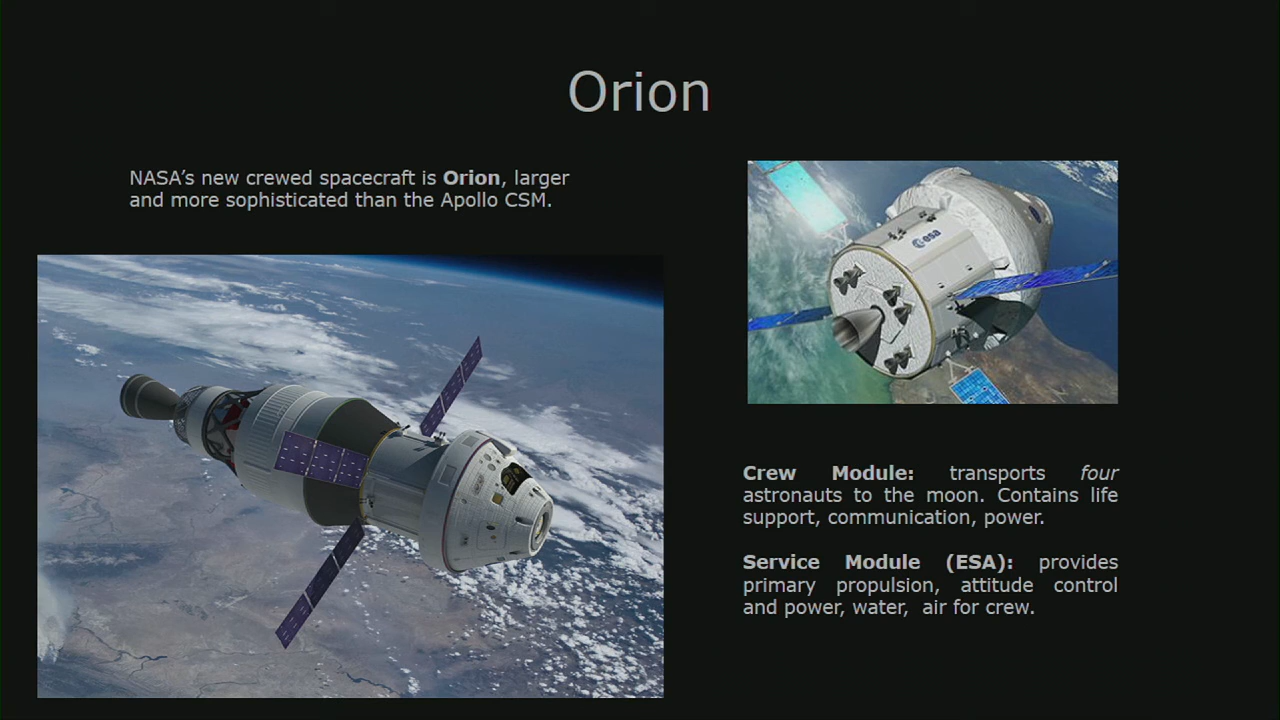 Orion
NASA's new crewed spacecraft is Orion, larger
and more sophisticated than the Apollo CSM.
esa
Crew Module: transports four
astronauts to the moon. Contains life
support, communication, power.
Service Module (ESA): provides
primary propulsion, attitude control
and power, water, air for crew.